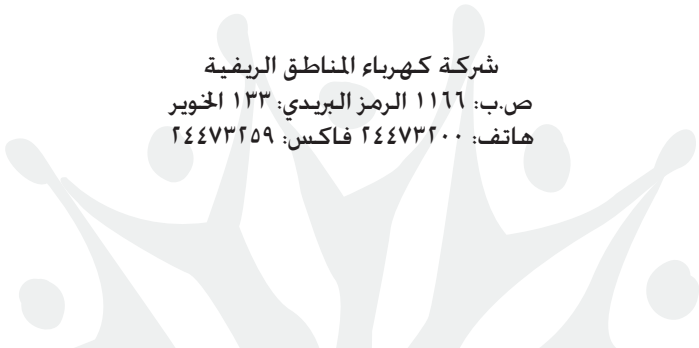 شركة كهرباء المناطق الريفية
ص.ب: ١١٦٦ الرمز البريدي: ١٣٣ الخوير
هاتف: ٢٤٤٧٣٢٠٠ فاكس: ٢٤٤٧٣٢٥٩